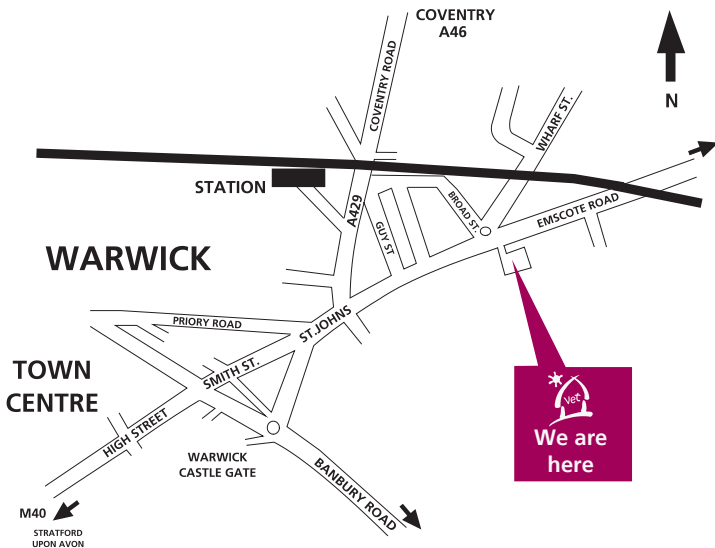 COVENTRY
A46
N
COVENTRY ROAD
WHARF ST.
STATION
A429
GUY ST
BROAD ST.
EMSCOTE ROAD
WARWICK
PRIORY ROAD
ST.JOHNS
SMITH ST.
TOWN
CENTRE
HIGH STREET
WARWICK
CASTLE GATE
BANBURY ROAD
M40
STRATFORD
UPON AVON
vet
We are
here